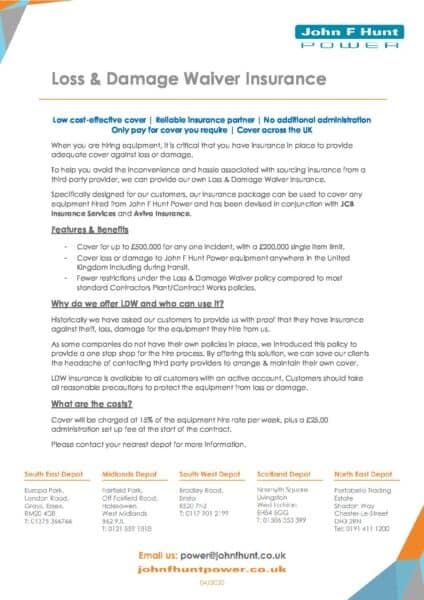 John F Hunt
POWER
Loss & Damage Waiver Insurance
Low cost-effective cover | Reliable insurance partner | No additional administration
Only pay for cover you require | Cover across the UK
When you are hiring equipment, it is critical that you have insurance in place to provide
adequate cover against loss or damage.
To help you avoid the inconvenience and hassle associated with sourcing insurance from a
third party provider, we can provide our own Loss & Damage Waiver Insurance.
Specifically designed for our customers, our insurance package can be used to cover any
equipment hired from John F Hunt Power and has been devised in conjunction with JCB
Insurance Services and Aviva Insurance.
Features & Benefits
- Cover for up to £500,000 for any one incident, with a £200,000 single item limit.
- Cover loss or damage to John F Hunt Power equipment anywhere in the United
Kingdom including during transit.
- Fewer restrictions under the Loss & Damage Waiver policy compared to most
standard Contractors Plant/Contract Works policies.
Why do we offer LDW and who can use it?
Historically we have asked our customers to provide us with proof that they have insurance
against theft, loss, damage for the equipment they hire from us.
As some companies do not have their own policies in place, we introduced this policy to
provide a one stop shop for the hire process. By offering this solution, we can save our clients
the headache of contacting third party providers to arrange & maintain their own cover.
LDW insurance is available to all customers with an active account. Customers should take
all reasonable precautions to protect the equipment from loss or damage.
What are the costs?
Cover will be charged at 15% of the equipment hire rate per week, plus a £25.00
administration set up fee at the start of the contract.
Please contact your nearest depot for more information.
South East Depot
Europa Park,
London Road,
Grays, Essex,
RM20 4DB
T: 01375 366766
Midlands Depot
Fairfield Park,
Off Fairfield Road,
Halesowen,
West Midlands
B62 9JL
T: 0121 557 1818
South West Depot
Bradley Road,
Bristol
BS20 7NZ
T: 0117 901 2199
Scotland Depot
Nasmyth Square
Livingston
West Lothian
EH54 5GG
T: 01506 353 399
North East Depot
Portobello Trading
Estate
Shadon Way
Chester-Le-Street
DH3 2RN
Tel: 0191 411 1200
Email us: power@johnfhunt.co.uk
johnfhuntpower.co.uk